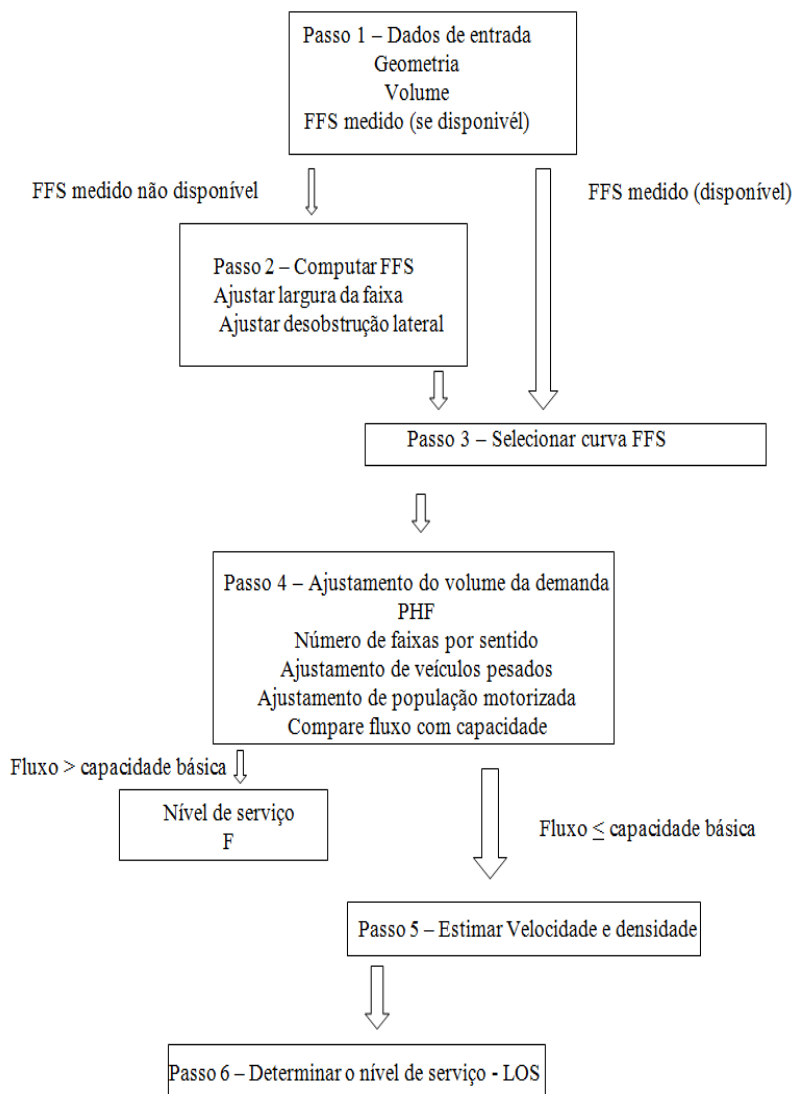 Passo 1 – Dados de entrada
Geometria
Volume
FFS medido (se disponivél)
FFS medido não disponível
FFS medido (disponível)
Passo 2 – Computar FFS
Ajustar largura da faixa
Ajustar desobstrução lateral
Passo 3 – Selecionar curva FFS
Passo 4 – Ajustamento do volume da demanda
PHF
Número de faixas por sentido
Ajustamento de veículos pesados
Ajustamento de população motorizada
Compare fluxo com capacidade
Fluxo > capacidade básica
Nível de serviço
F
Fluxo ≤ capacidade básica
Passo 5 – Estimar Velocidade e densidade
Passo 6 – Determinar o nível de serviço - LOS